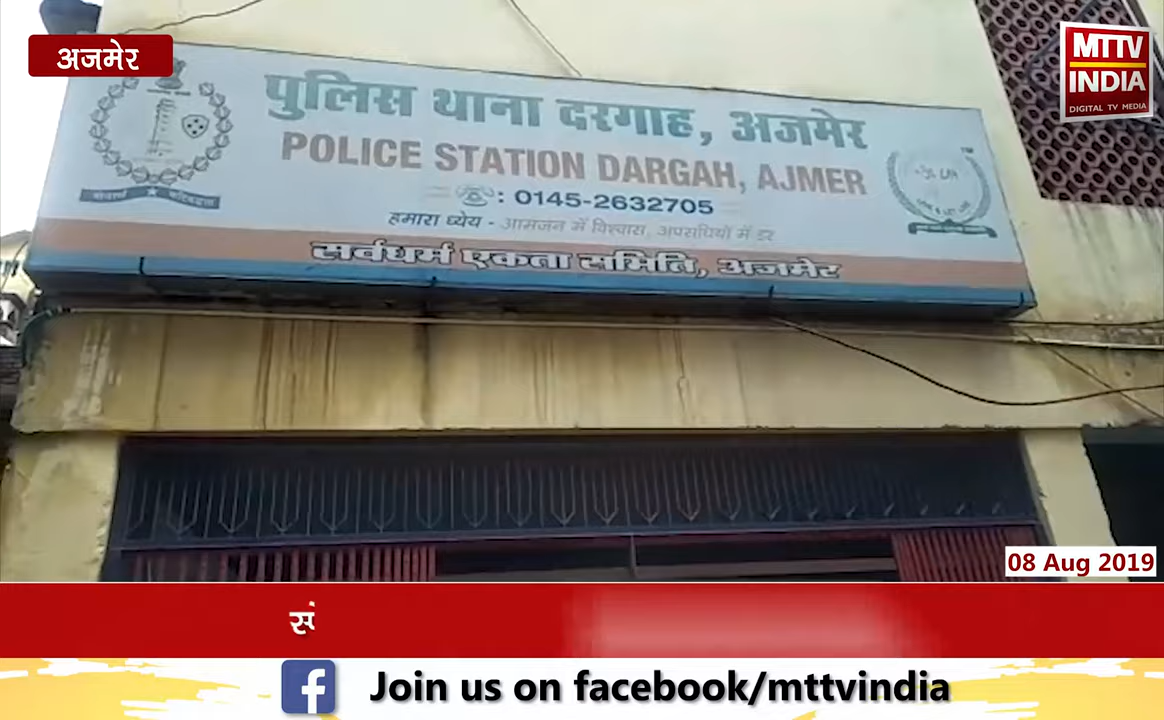 अजमेर
MTTV
INDIA
DIGITAL TV MEDIA
पुलिस थाना दरगाह, अजमेर
POLICE STATION DARGAH, AJMER
: 0145-2632705
हमारा ध्येय - आमजन में विश्वास, अपराधियों में डर
सर्वधर्म एकता समिति, अजमेर
08 Aug 2019
सं
Join us on facebook/mttvindia